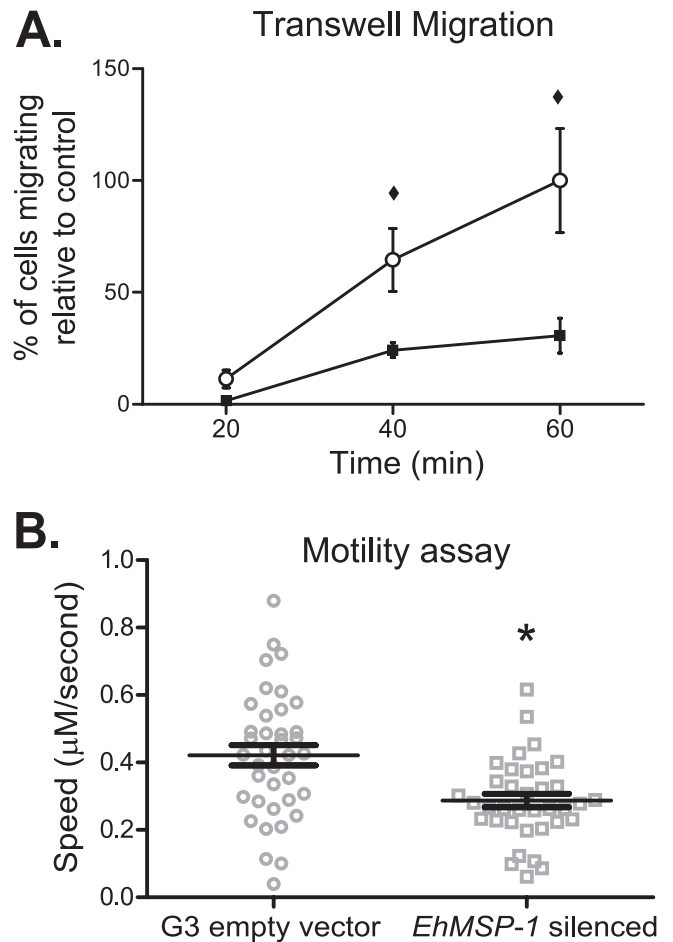 A.
Transwell Migration
% of cells migrating
relative to control
150
100
50
0
20 40 60
Time (min)
B.
Motility assay
Speed (μM/second)
1.0
0.8
*
0.6
0.4
0.2
0.0
G3 empty vector EhMSP-1 silenced